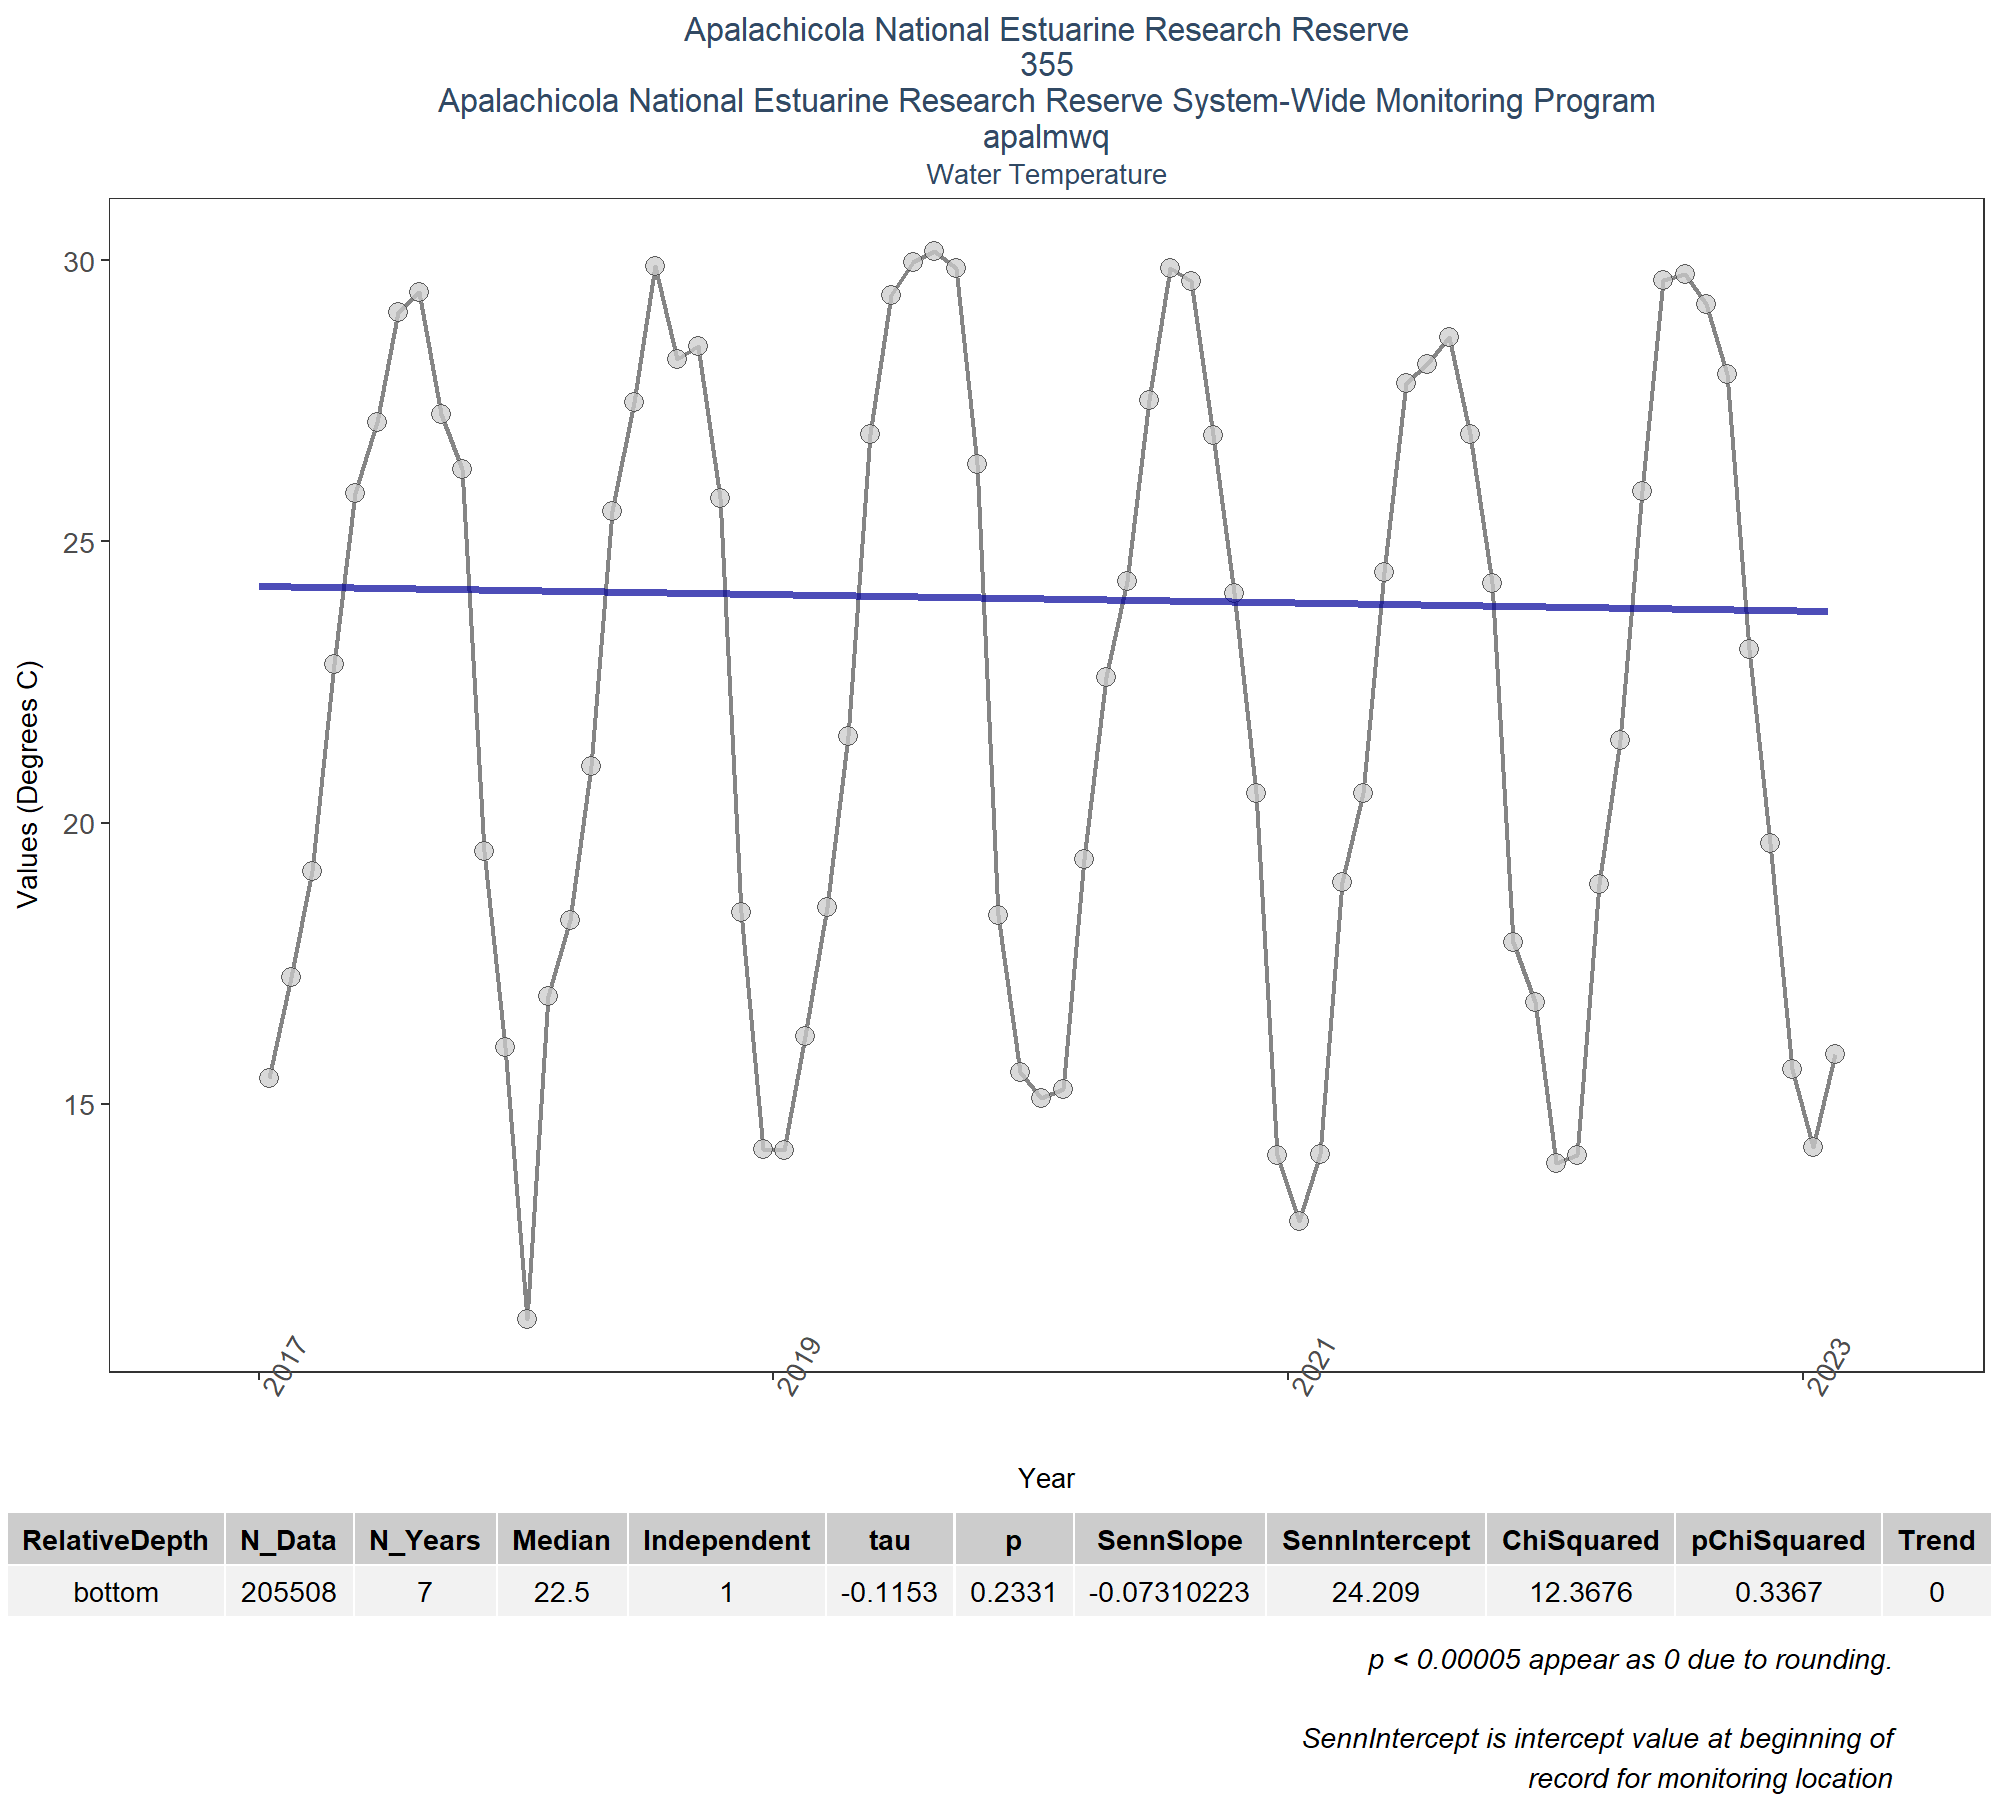 Apalachicola National Estuarine Research Reserve
355
Apalachicola National Estuarine Research Reserve System-Wide Monitoring Program
apalmwq
Water Temperature
Values (Degrees C)
30
25
20
15
2017 2019 2021 2023
Year
RelativeDepth N_Data N_Years Median Independent tau p SennSlope SennIntercept ChiSquared pChiSquared Trend
bottom 205508 7 22.5 1 -0.1153 0.2331 -0.07310223 24.209 12.3676 0.3367 0
p < 0.00005 appear as 0 due to rounding.
SennIntercept is intercept value at beginning of
record for monitoring location